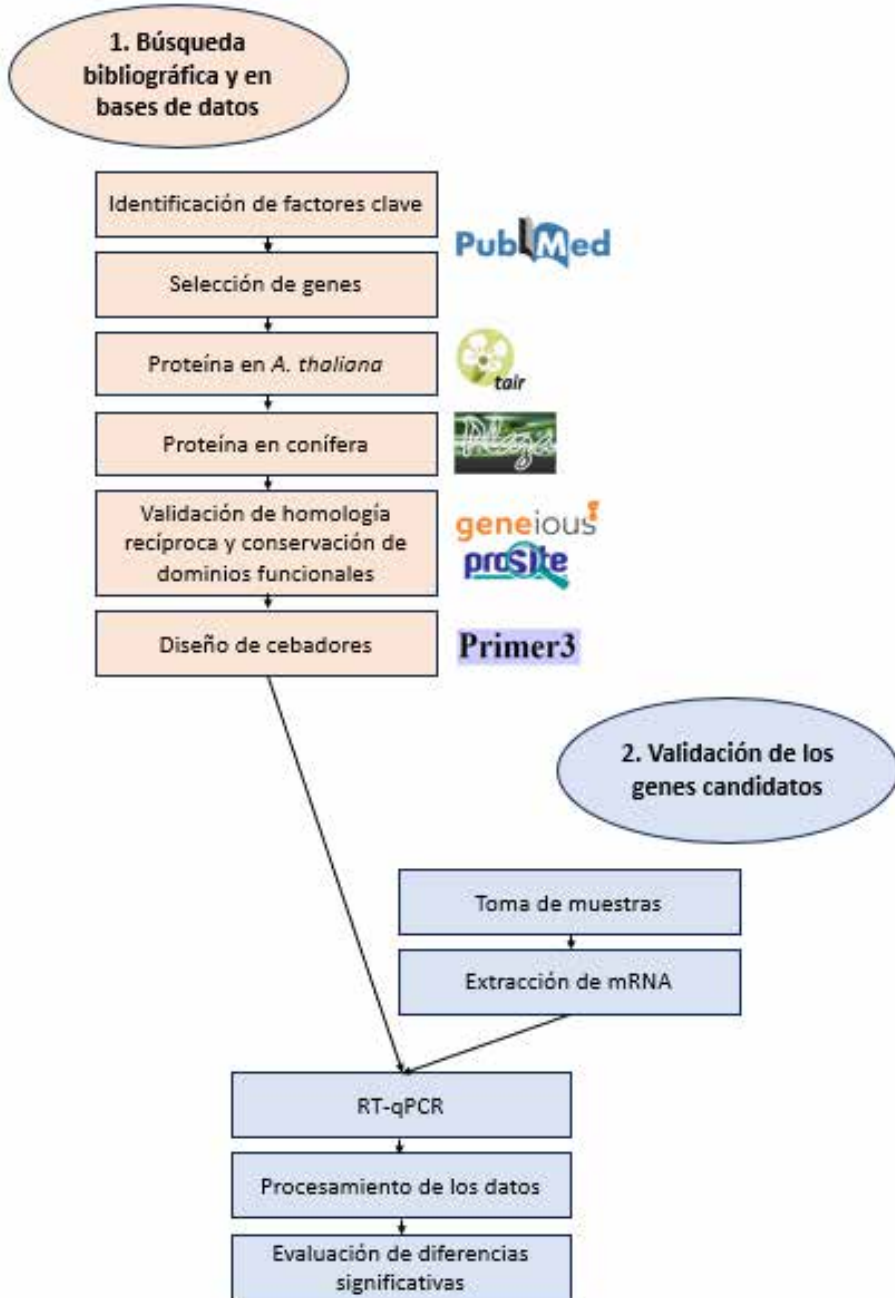 1. Búsqueda
bibliográfica y en
bases de datos
Identificación de factores clave
PubMed
Selección de genes
Proteína en A. thaliana
tair
Proteína en conífera
Plaza
Validación de homología
recíproca y conservación de
dominios funcionales
geneious
prosite
Diseño de cebadores
Primer3
2. Validación de los
genes candidatos
Toma de muestras
Extracción de mRNA
RT-qPCR
Procesamiento de los datos
Evaluación de diferencias
significativas